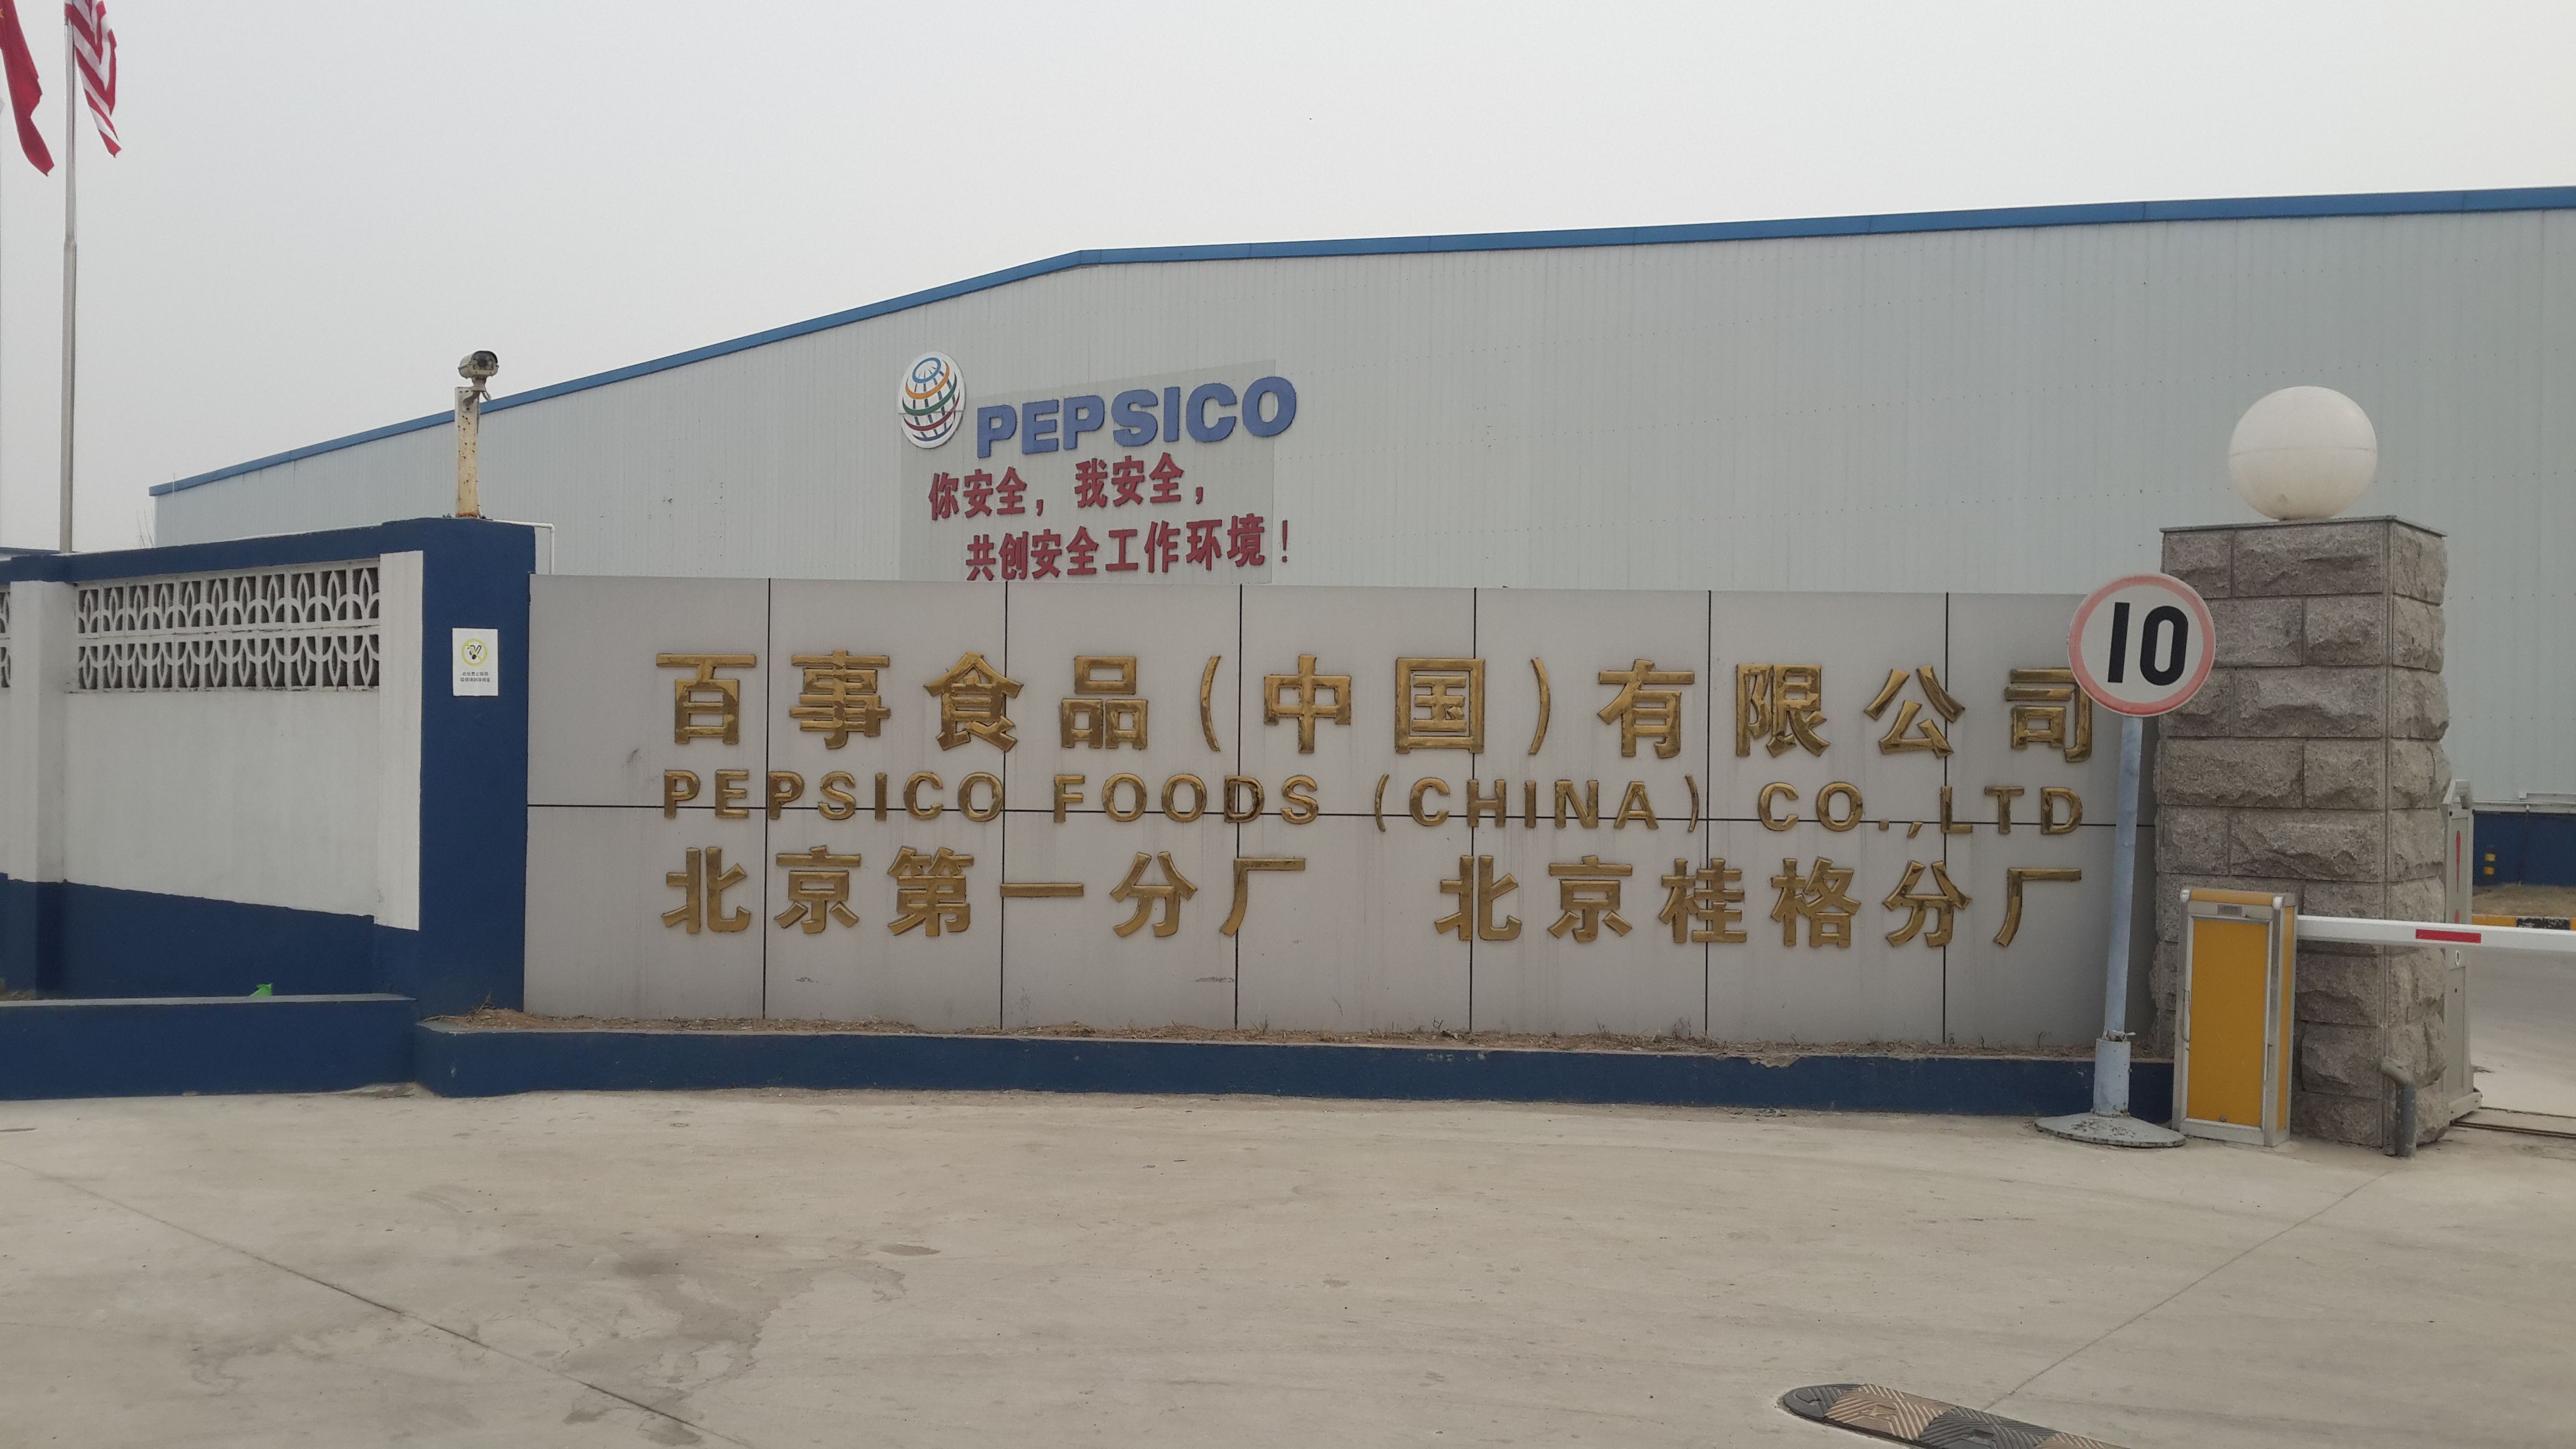 PEPSICO
你安全，我安全，
共创安全工作环境！
百事食品（中国）有限公司
PEPSICO FOODS (CHINA) CO.,LTD
北京第一分厂 北京桂格分厂
10